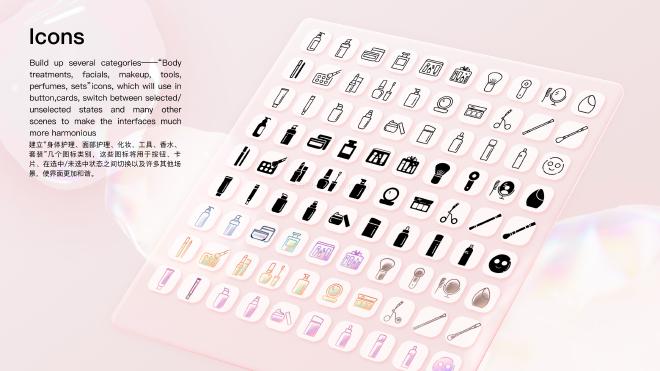 Icons
Build up several categories——“Body
treatments, facials, makeup, tools,
perfumes, sets”icons, which will use in
button,cards, switch between selected/
unselected states and many other
scenes to make the interfaces much
more harmonious
建立“身体护理、面部护理、化妆、工具、香水、
套装”几个图标类别，这些图标将用于按钮、卡
片、在选中/未选中状态之间切换以及许多其他场
景，使界面更加和谐。